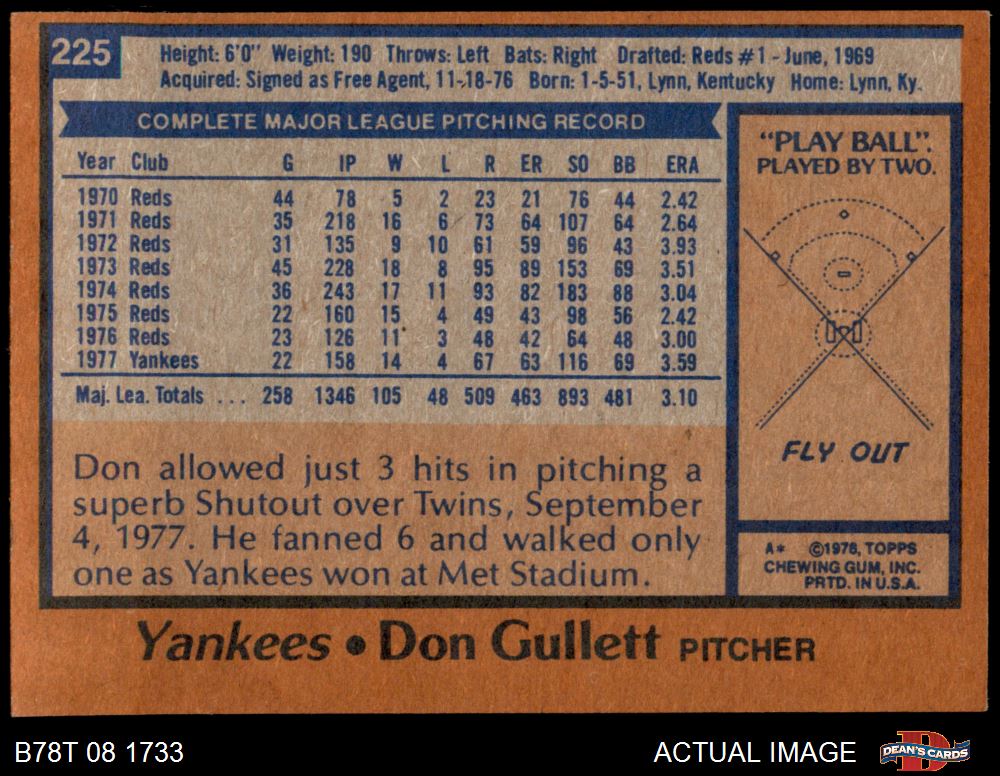 225
Height: 6'0" Weight: 190 Throws: Left Bats: Right Drafted: Reds #1 - June, 1969
Acquired: Signed as Free Agent, 11-18-76 Born: 1-5-51, Lynn, Kentucky Home: Lynn, Ky.
COMPLETE MAJOR LEAGUE PITCHING RECORD
Year Club G IP W L R ER SO BB ERA
1970 Reds 44 78 5 2 23 21 76 44 2.42
1971 Reds 35 218 16 6 73 64 107 64 2.64
1972 Reds 31 135 9 10 61 59 96 43 3.93
1973 Reds 45 228 18 8 95 89 153 69 3.51
1974 Reds 36 243 17 11 93 82 183 88 3.04
1975 Reds 22 160 15 4 49 43 98 56 2.42
1976 Reds 23 126 11 3 48 42 64 48 3.00
1977 Yankees 22 158 14 4 67 63 116 69 3.59
Maj. Lea. Totals ... 258 1346 105 48 509 463 893 481 3.10
Don allowed just 3 hits in pitching a
superb Shutout over Twins, September
4, 1977. He fanned 6 and walked only
one as Yankees won at Met Stadium.
"PLAY BALL".
PLAYED BY TWO.
FLY OUT
A* ©1978, TOPPS
CHEWING GUM, INC.
PRTD. IN U.S.A.
Yankees • Don Gullett PITCHER
B78T 08 1733
ACTUAL IMAGE
D
DEAN'S CARDS